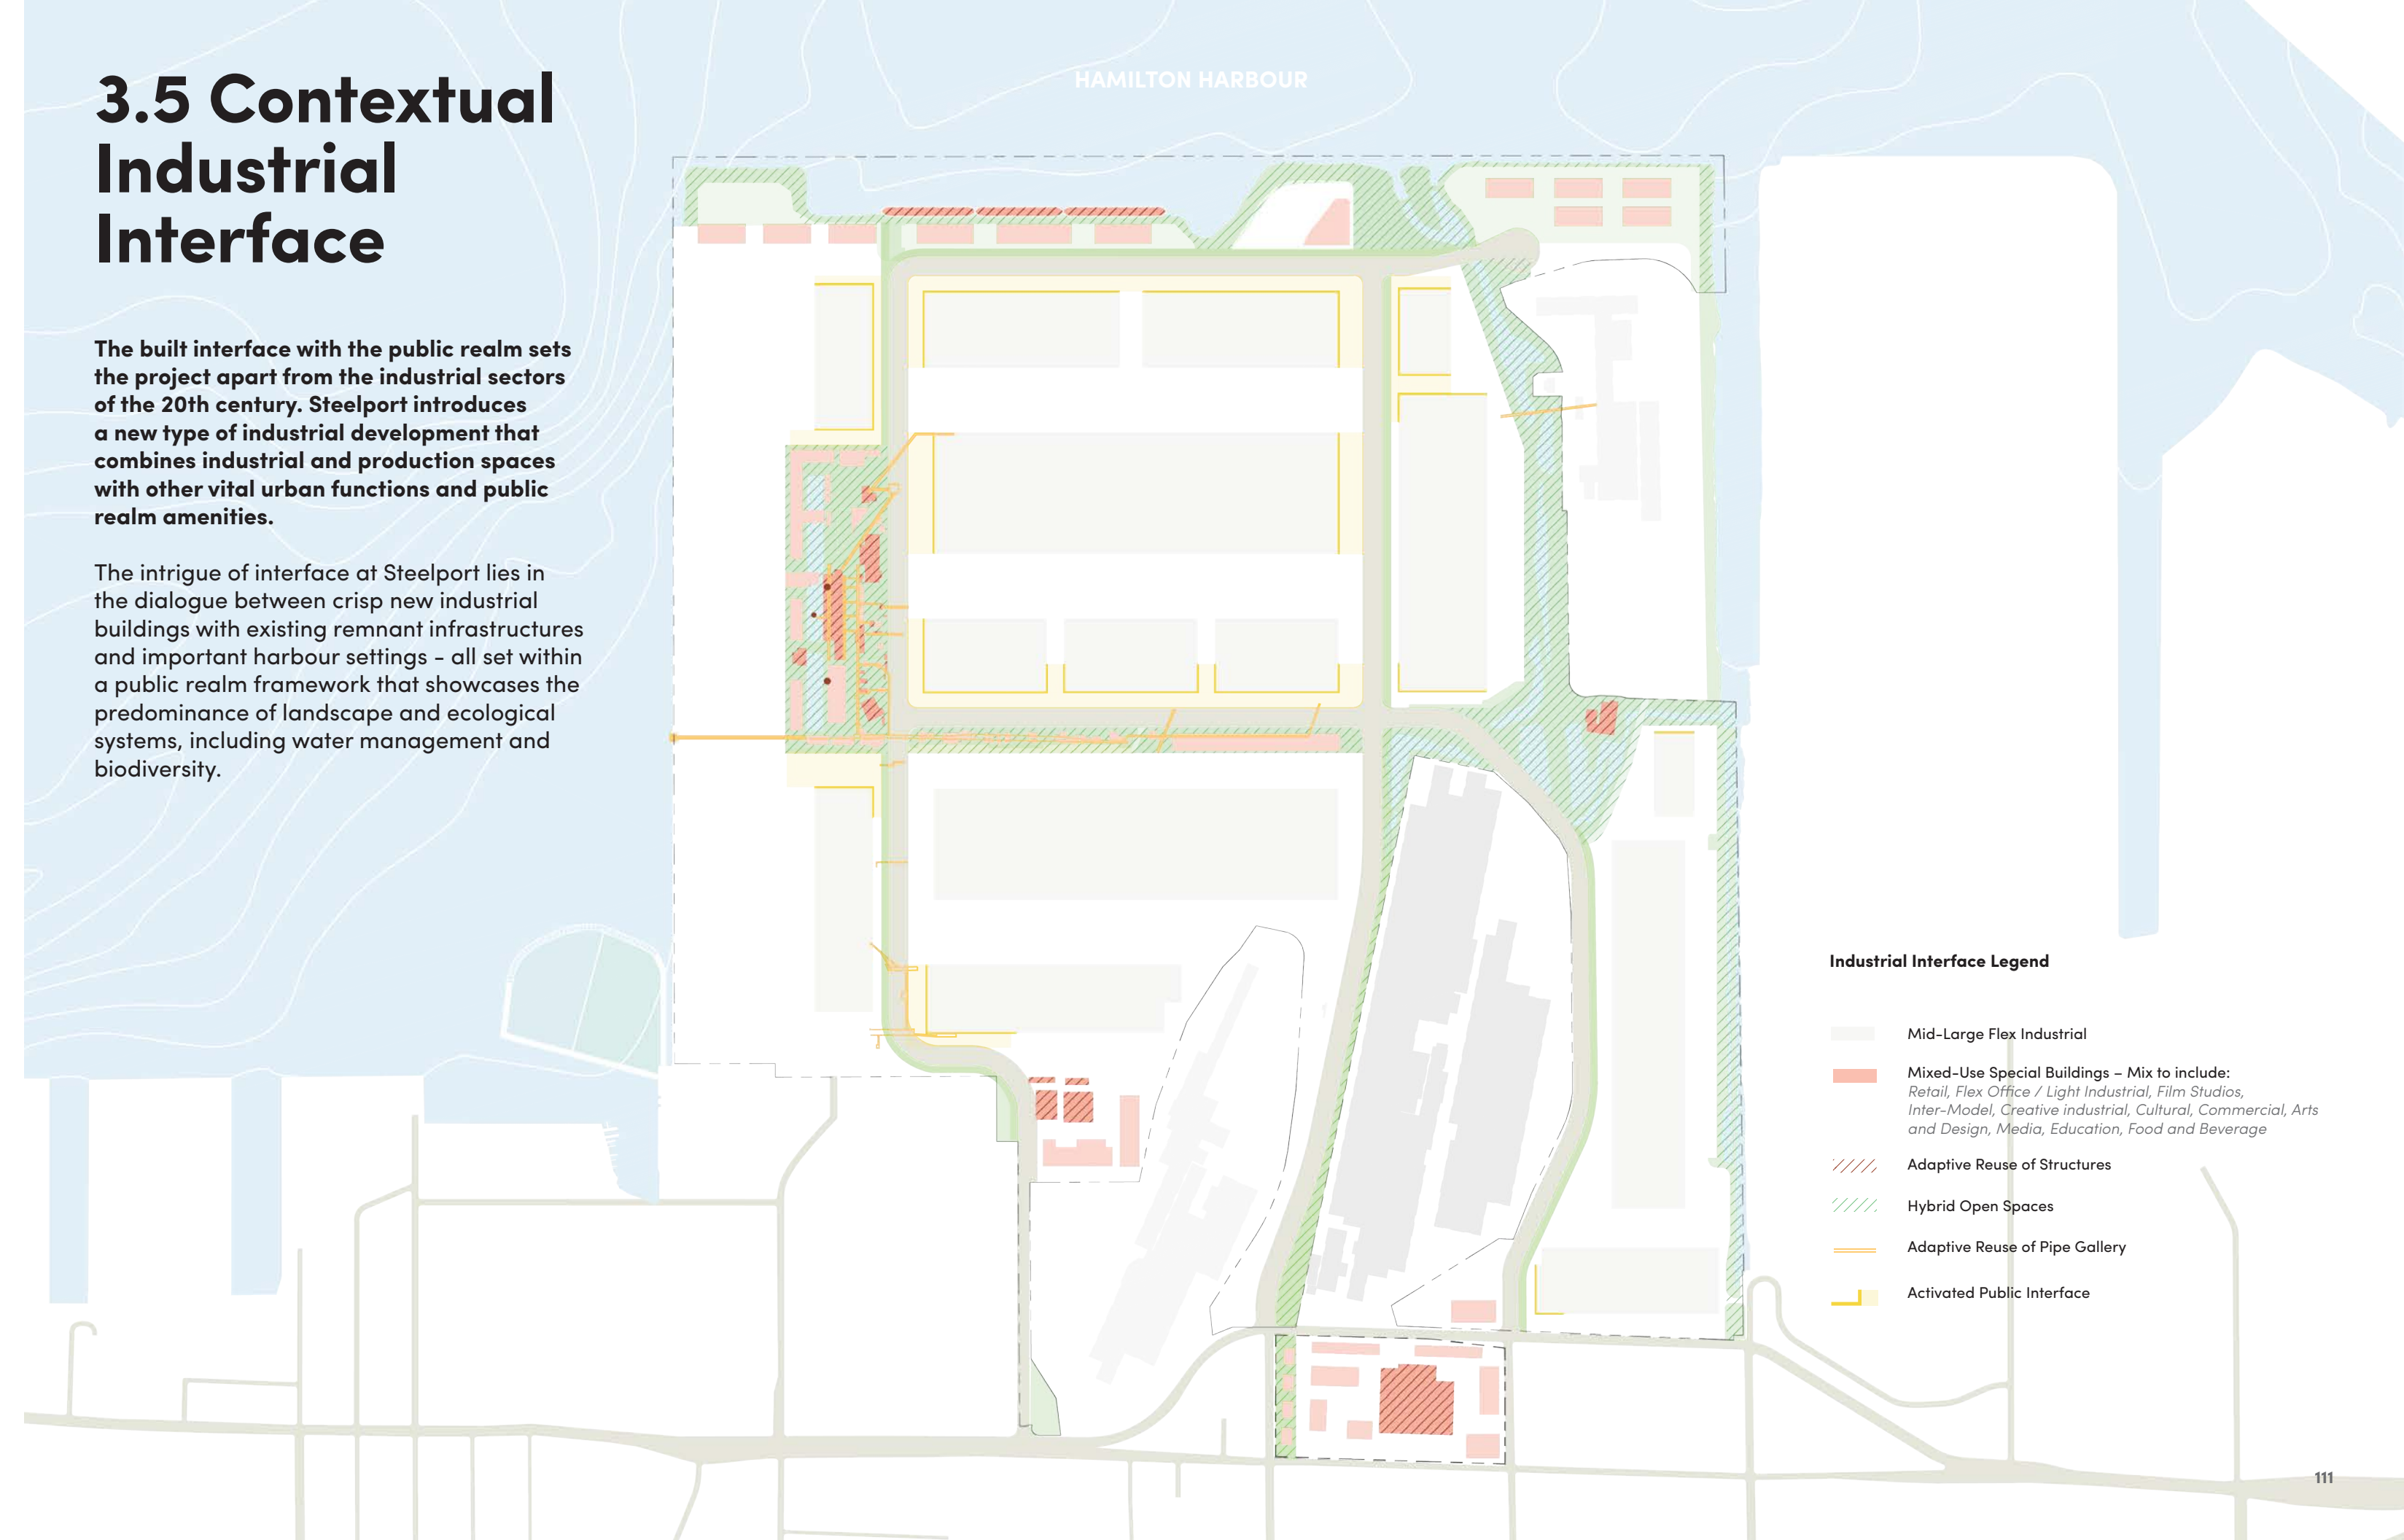 3.5 Contextual
Industrial
Interface
The built interface with the public realm sets
the project apart from the industrial sectors
of the 20th century. Steelport introduces
a new type of industrial development that
combines industrial and production spaces
with other vital urban functions and public
realm amenities.
The intrigue of interface at Steelport lies in
the dialogue between crisp new industrial
buildings with existing remnant infrastructures
and important harbour settings - all set within
a public realm framework that showcases the
predominance of landscape and ecological
systems, including water management and
biodiversity.
HAMILTON HARBOUR
Industrial Interface Legend
Mid-Large Flex Industrial
Mixed-Use Special Buildings – Mix to include:
Retail, Flex Office / Light Industrial, Film Studios,
Inter-Model, Creative industrial, Cultural, Commercial, Arts
and Design, Media, Education, Food and Beverage
Adaptive Reuse of Structures
Hybrid Open Spaces
Adaptive Reuse of Pipe Gallery
Activated Public Interface
111